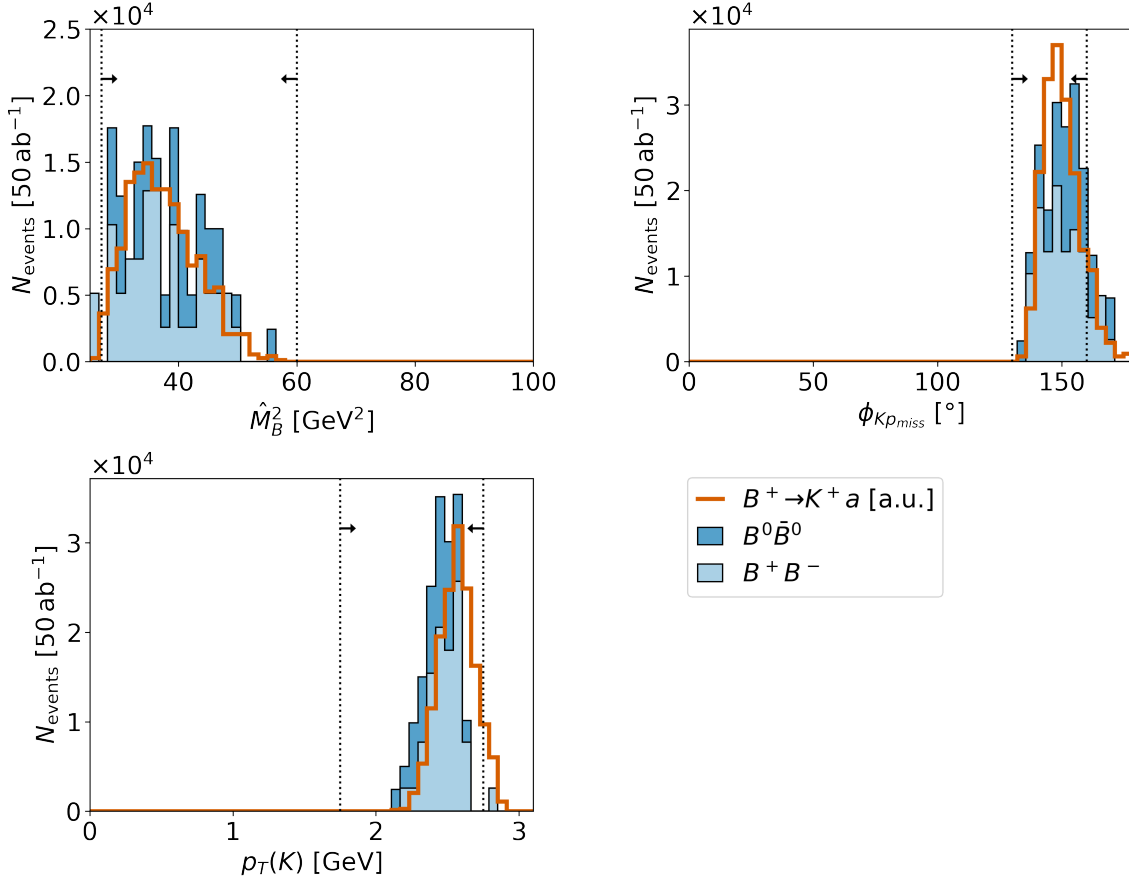 ×10⁴
2.5
2.0
1.5
1.0
0.5
0.0
N_events [50 ab⁻¹]
40 60 80 100
M̂²_B [GeV²]
×10⁴
3
2
1
0
N_events [50 ab⁻¹]
0 50 100 150
ϕ_Kp_miss [°]
×10⁴
3
2
1
0
N_events [50 ab⁻¹]
0 1 2 3
p_T(K) [GeV]
B⁺→K⁺a [a.u.]
B⁰B̄⁰
B⁺B⁻